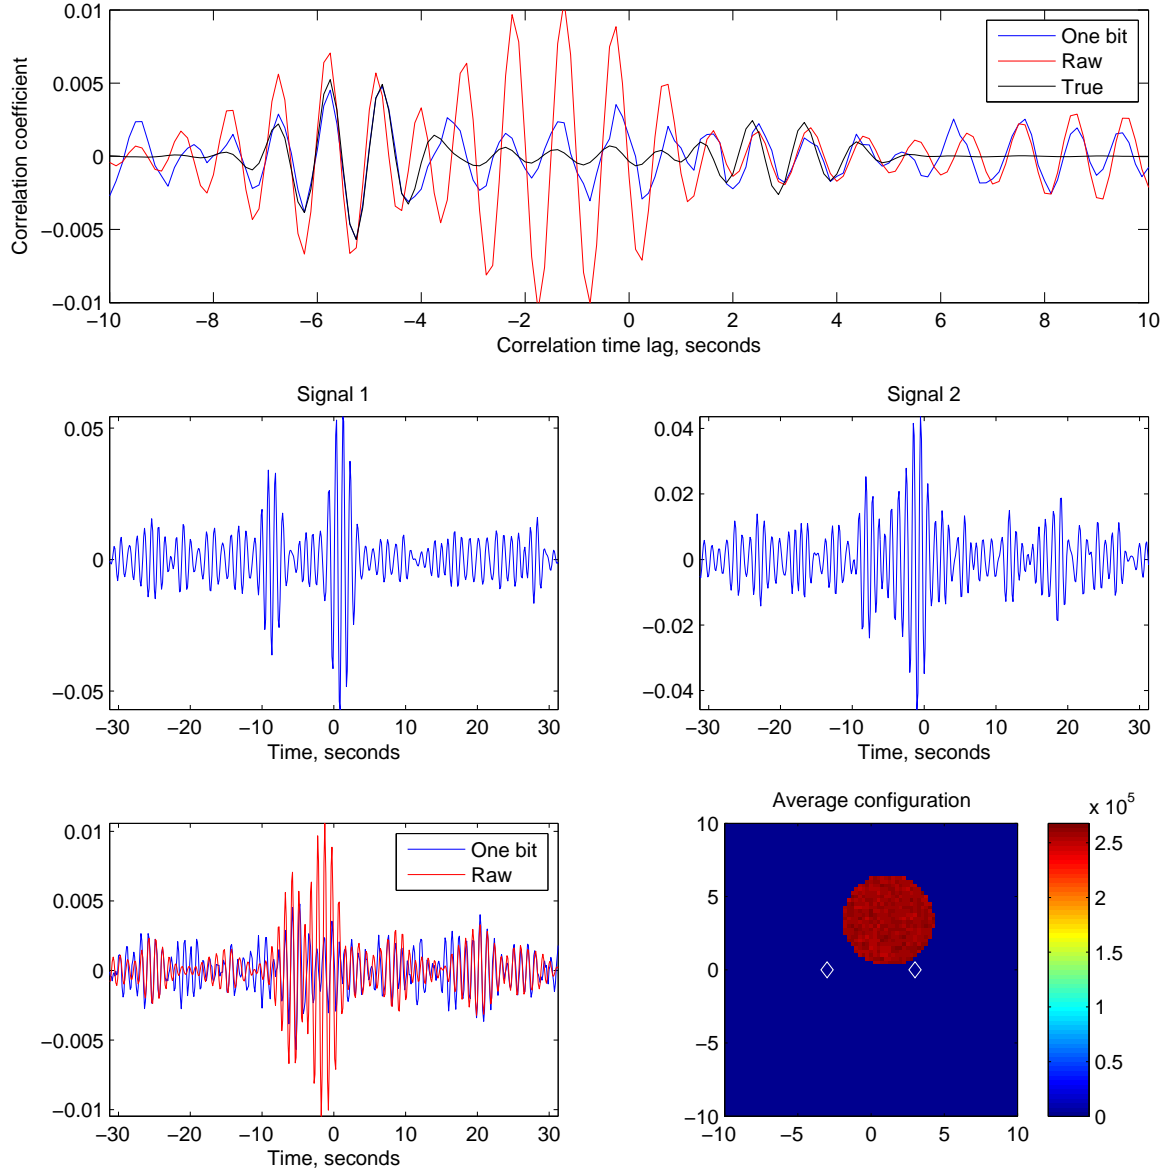 0.01
0.005
0
−0.005
−0.01
Correlation coefficient
One bit
Raw
True
−10 −8 −6 −4 −2 0 2 4 6 8 10
Correlation time lag, seconds
Signal 1
0.05
0
−0.05
−30 −20 −10 0 10 20 30
Time, seconds
Signal 2
0.04
0.02
0
−0.02
−0.04
−30 −20 −10 0 10 20 30
Time, seconds
0.01
0.005
0
−0.005
−0.01
One bit
Raw
−30 −20 −10 0 10 20 30
Time, seconds
Average configuration
10
5
0
−5
−10
−10 −5 0 5 10
x 10^5
2.5
2
1.5
1
0.5
0